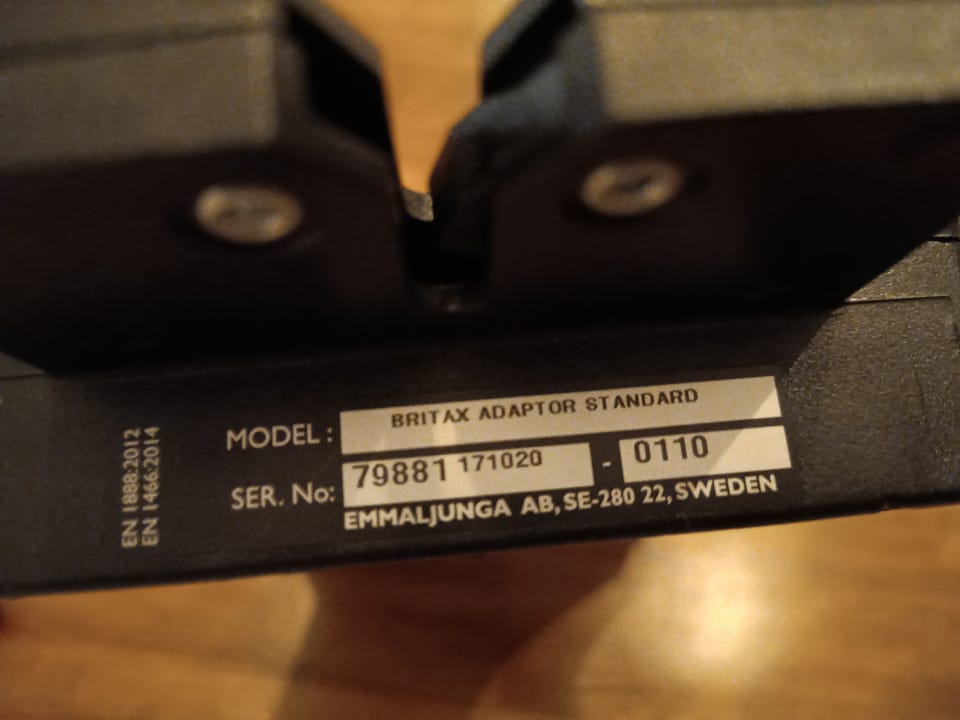 MODEL: BRITAX ADAPTOR STANDARD
SER. No: 79881 171020 - 0110
EMMALJUNGA AB, SE-280 22, SWEDEN
EN 1888:2012
EN 1466:2014